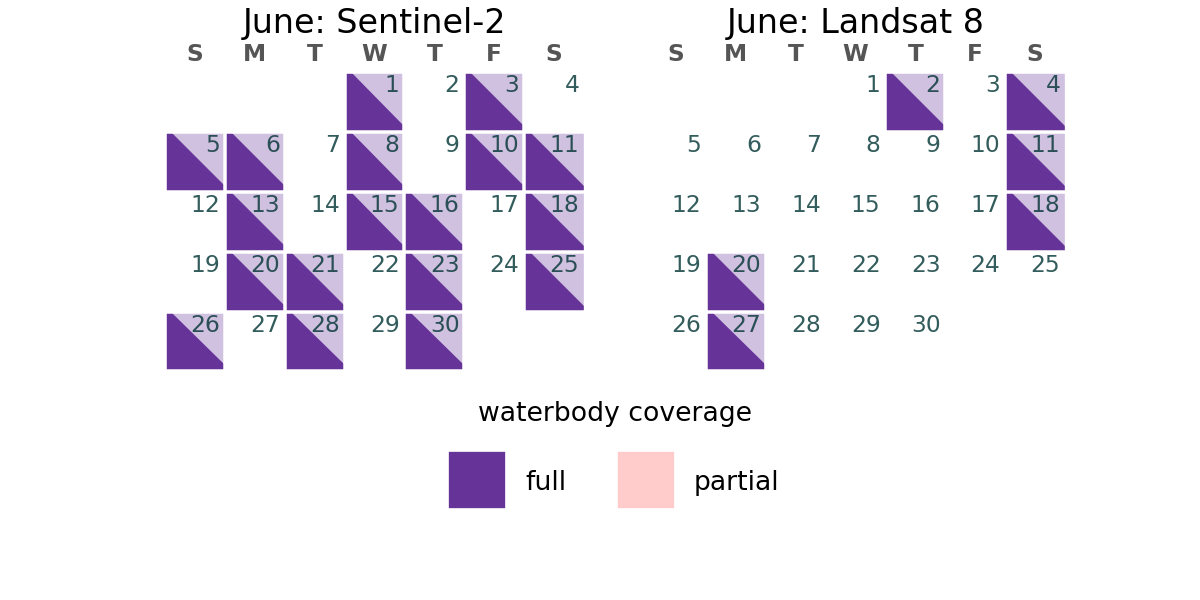 June: Sentinel-2
S M T W T F S
1 2 3 4
5 6 7 8 9 10 11
12 13 14 15 16 17 18
19 20 21 22 23 24 25
26 27 28 29 30
June: Landsat 8
S M T W T F S
1 2 3 4
5 6 7 8 9 10 11
12 13 14 15 16 17 18
19 20 21 22 23 24 25
26 27 28 29 30
waterbody coverage
full partial